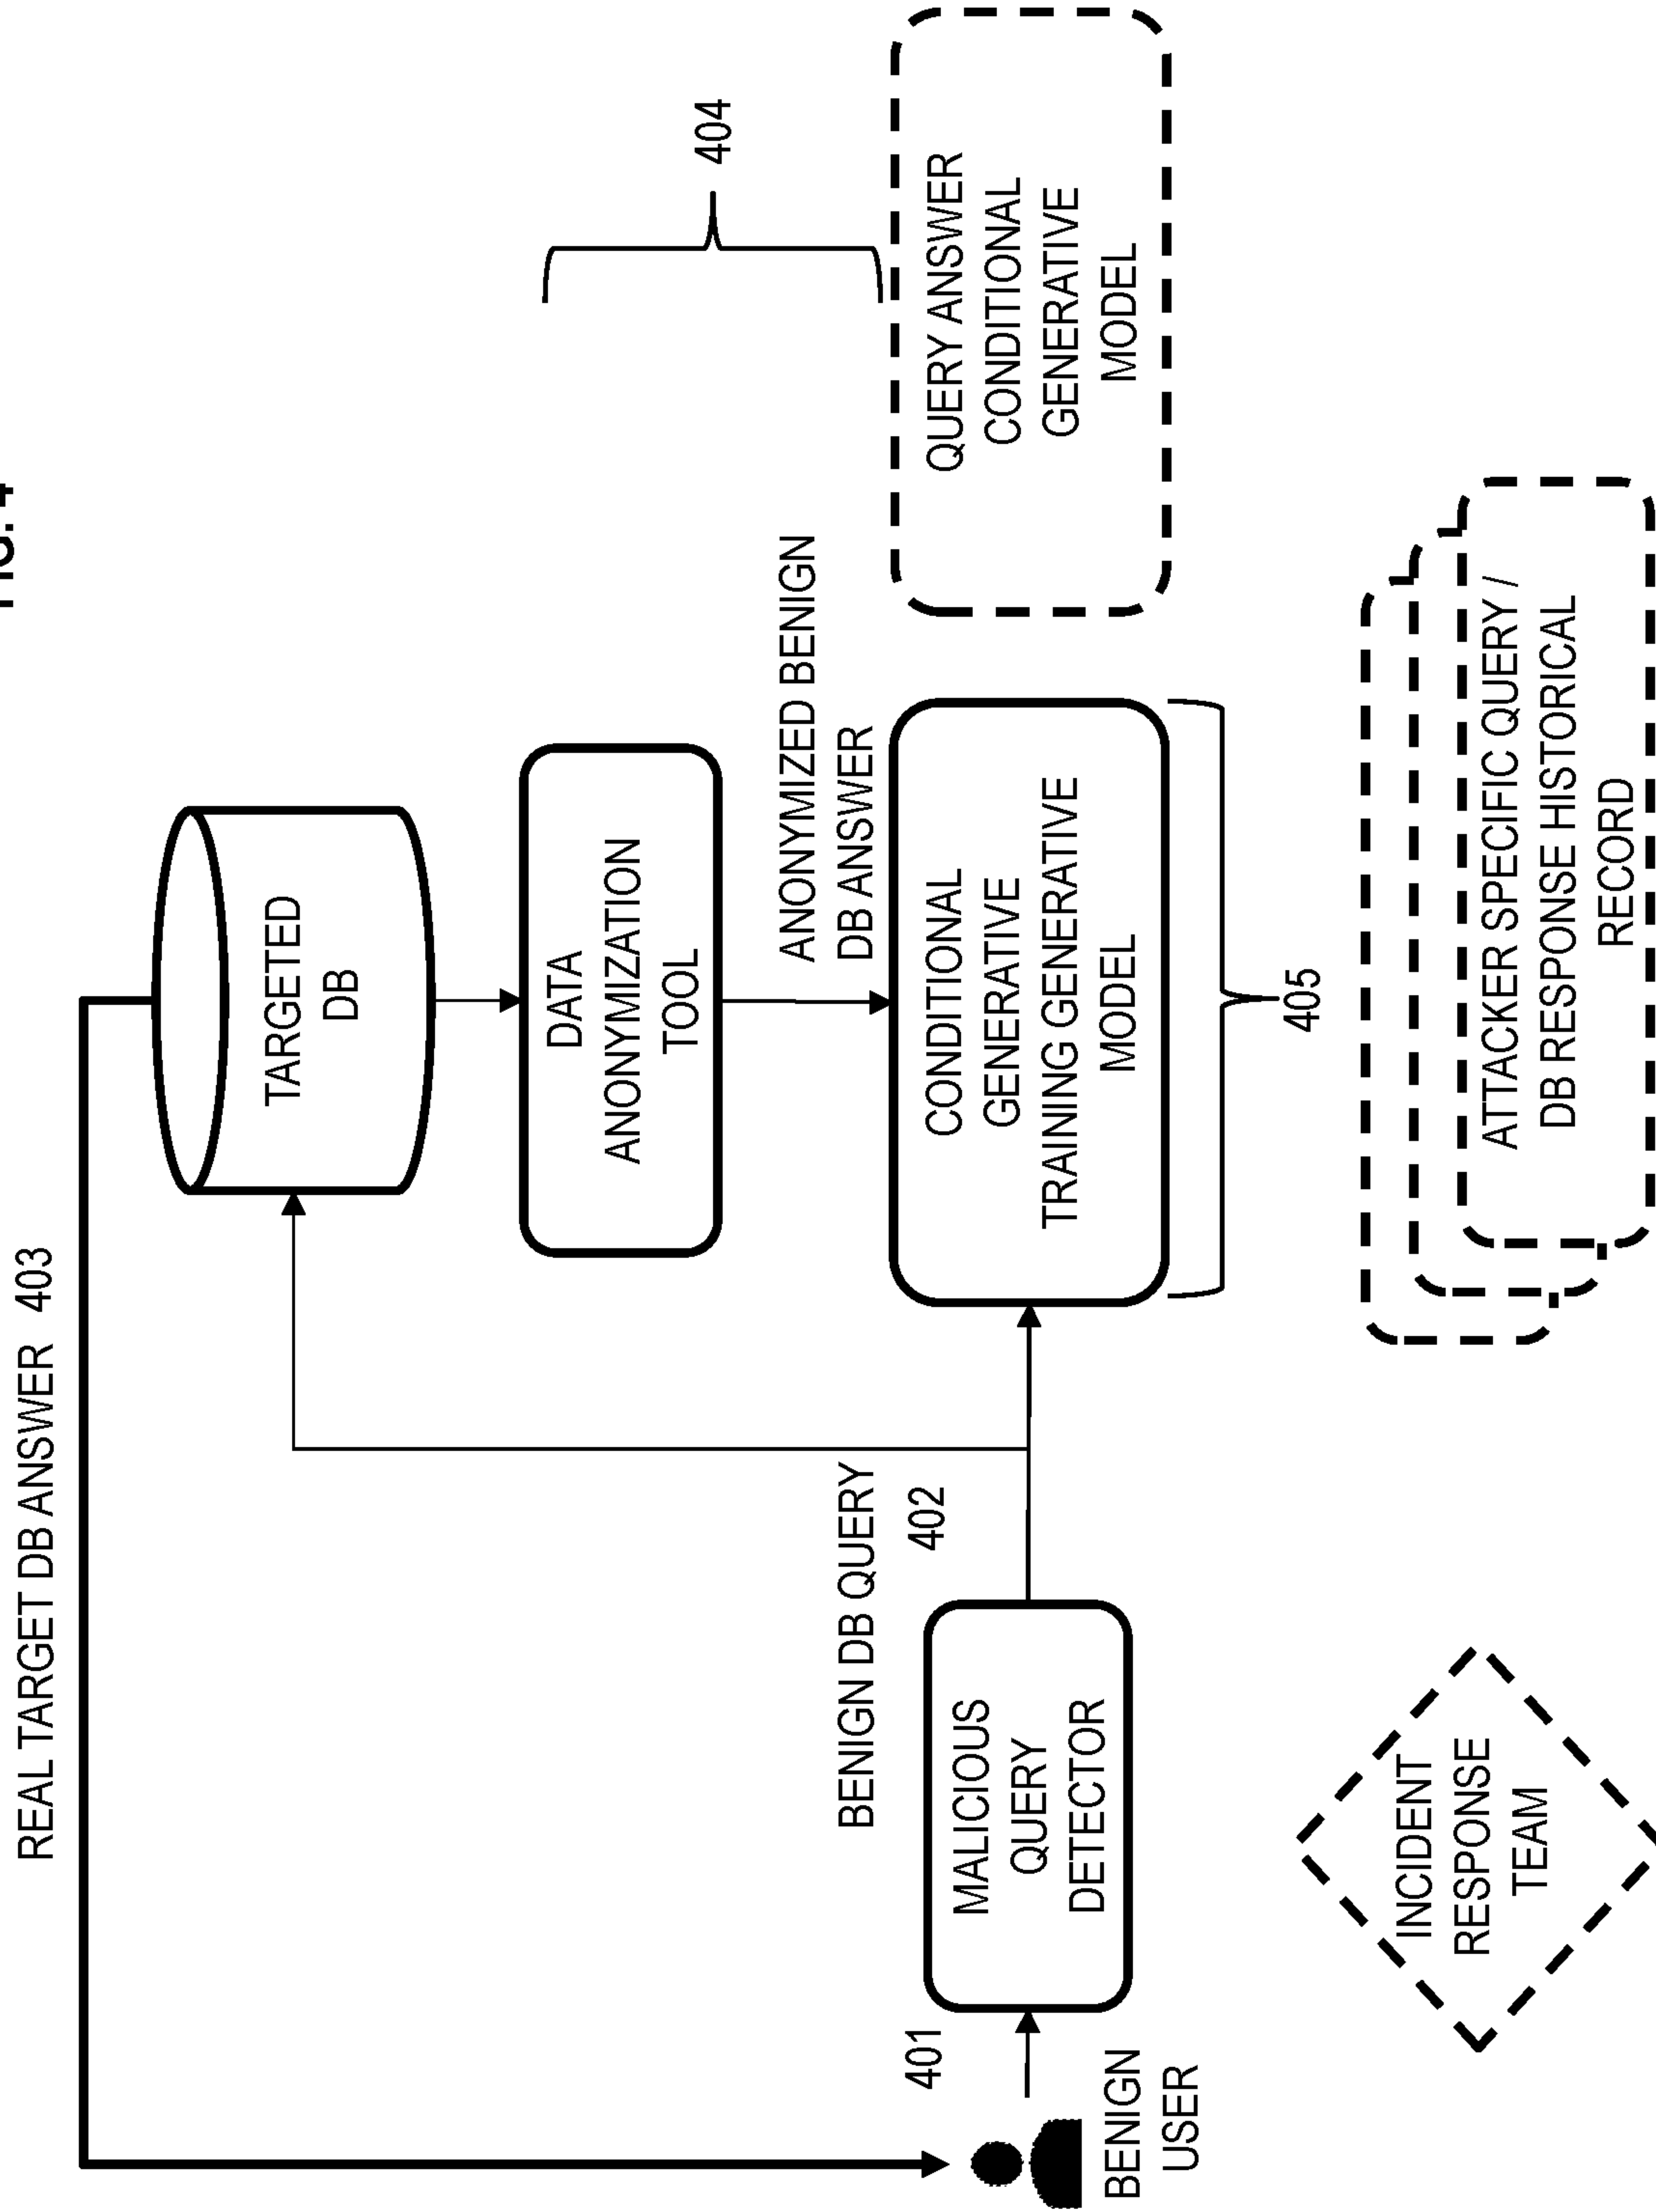 FIG. 4
REAL TARGET DB ANSWER 403
TARGETED
DB
DATA
ANONYMIZATION
TOOL
404
ANONYMIZED BENIGN
DB ANSWER
BENIGN DB QUERY
402
401
BENIGN
USER
MALICIOUS
QUERY
DETECTOR
CONDITIONAL
GENERATIVE
TRAINING GENERATIVE
MODEL
QUERY ANSWER
CONDITIONAL
GENERATIVE
MODEL
405
INCIDENT
RESPONSE
TEAM
ATTACKER SPECIFIC QUERY /
DB RESPONSE HISTORICAL
RECORD